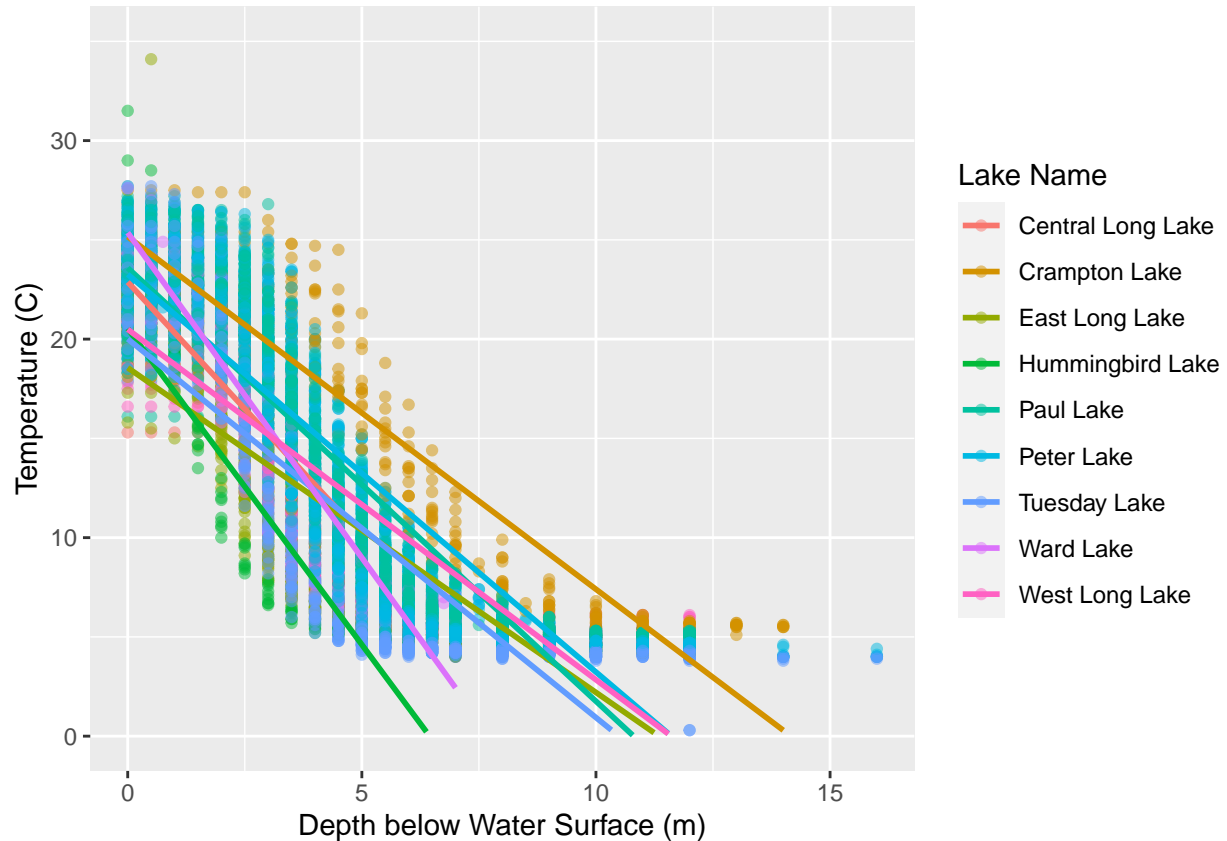 30
20
10
0
0
5
10
15
Temperature (C)
Depth below Water Surface (m)
Lake Name
Central Long Lake
Crampton Lake
East Long Lake
Hummingbird Lake
Paul Lake
Peter Lake
Tuesday Lake
Ward Lake
West Long Lake